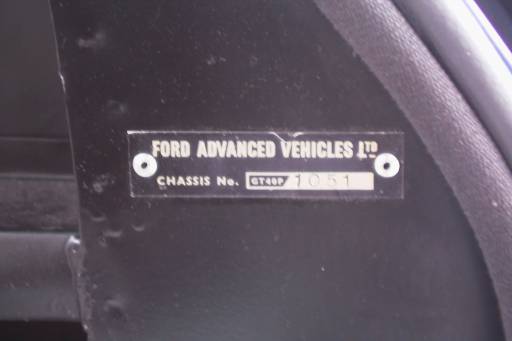 FORD ADVANCED VEHICLES LTD
CHASSIS No. GT40P/1051